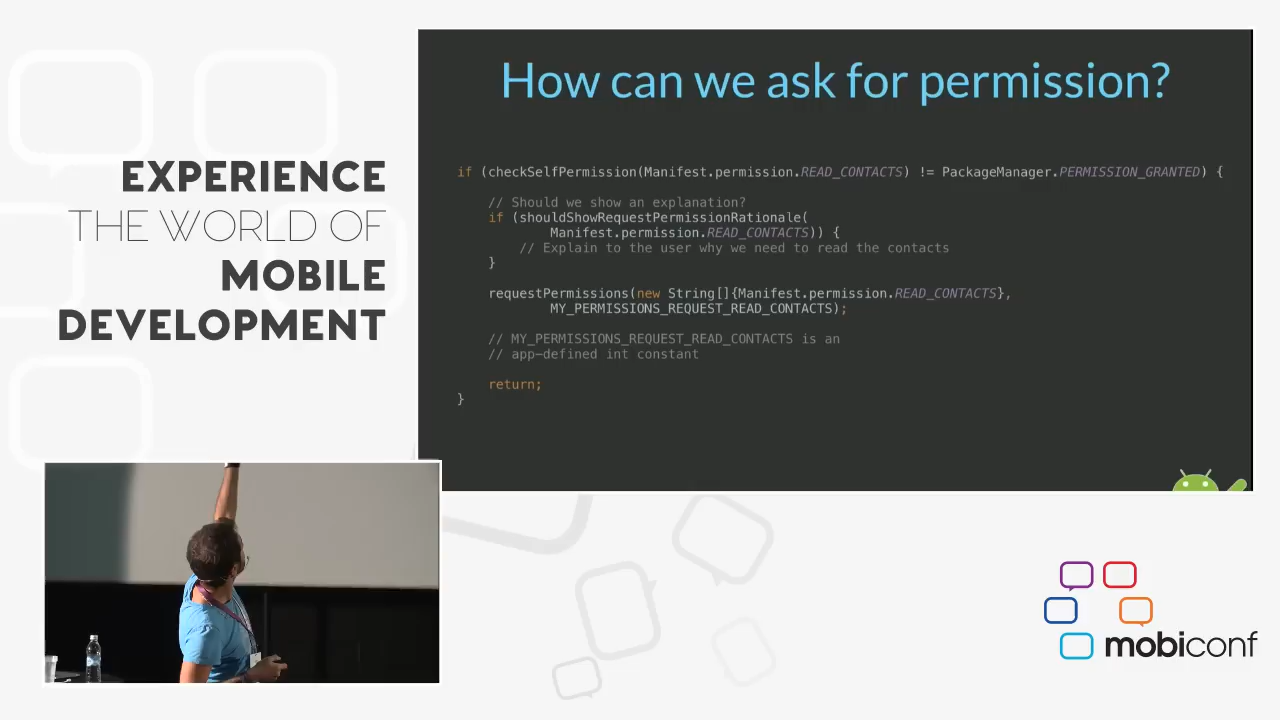 EXPERIENCE
THE WORLD OF
MOBILE
DEVELOPMENT
How can we ask for permission?
if (checkSelfPermission(Manifest.permission.READ_CONTACTS) != PackageManager.PERMISSION_GRANTED) {
// Should we show an explanation?
if (shouldShowRequestPermissionRationale(
Manifest.permission.READ_CONTACTS)) {
// Explain to the user why we need to read the contacts
}
requestPermissions(new String[]{Manifest.permission.READ_CONTACTS},
MY_PERMISSIONS_REQUEST_READ_CONTACTS);
// MY_PERMISSIONS_REQUEST_READ_CONTACTS is an
// app-defined int constant
return;
}
mobiconf